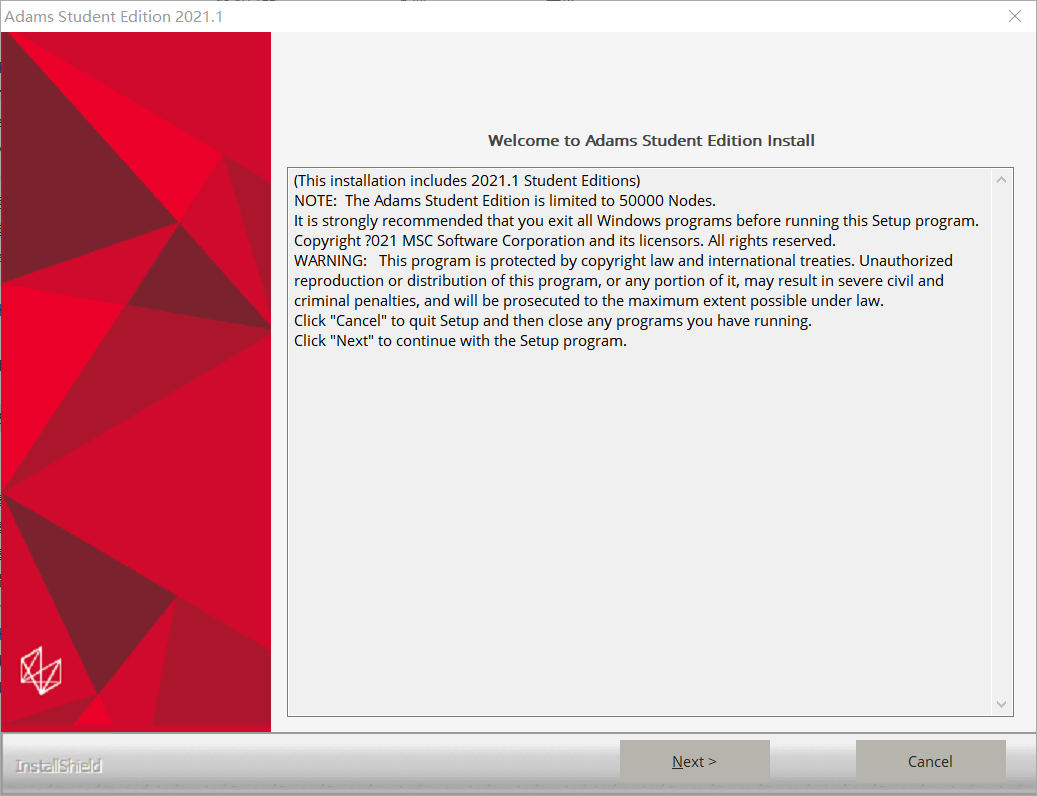 Adams Student Edition 2021.1
Welcome to Adams Student Edition Install
(This installation includes 2021.1 Student Editions)
NOTE:  The Adams Student Edition is limited to 50000 Nodes.
It is strongly recommended that you exit all Windows programs before running this Setup program.
Copyright ?021 MSC Software Corporation and its licensors. All rights reserved.
WARNING:   This program is protected by copyright law and international treaties. Unauthorized
reproduction or distribution of this program, or any portion of it, may result in severe civil and
criminal penalties, and will be prosecuted to the maximum extent possible under law.
Click "Cancel" to quit Setup and then close any programs you have running.
Click "Next" to continue with the Setup program.
InstallShield
Next >
Cancel